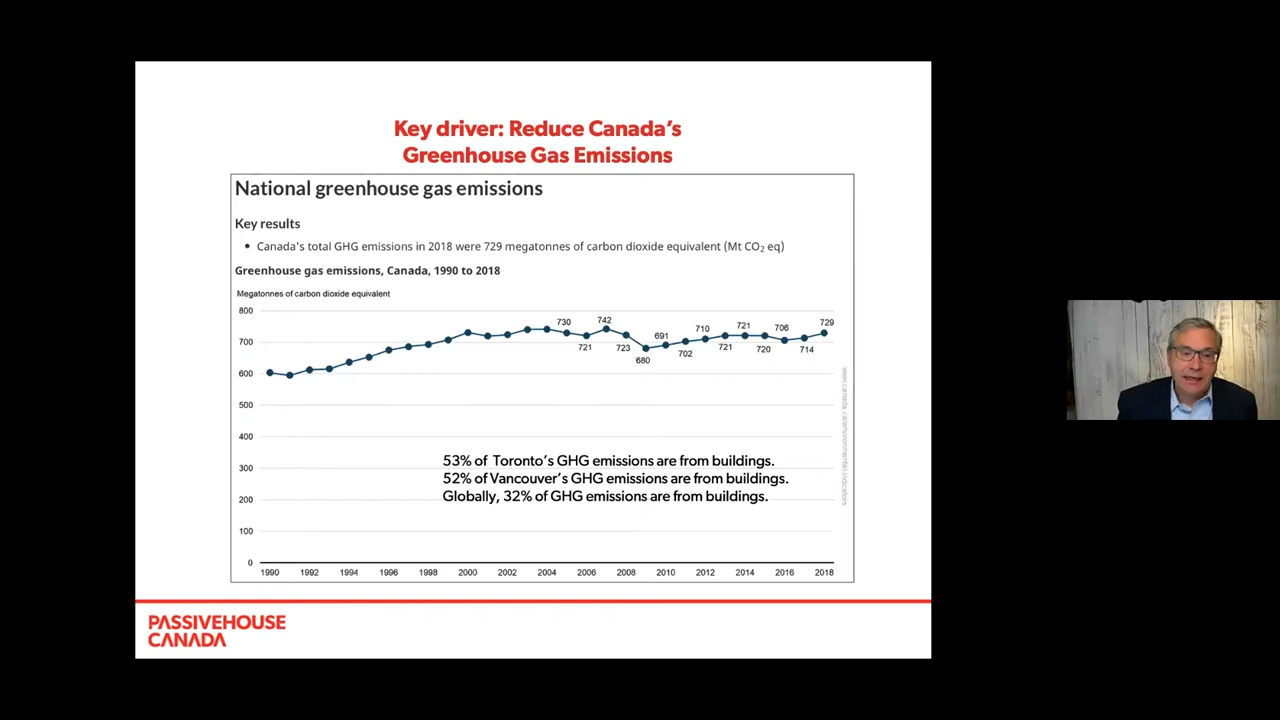 Key driver: Reduce Canada's
Greenhouse Gas Emissions
National greenhouse gas emissions
Key results
• Canada's total GHG emissions in 2018 were 729 megatonnes of carbon dioxide equivalent (Mt CO₂ eq)
Greenhouse gas emissions, Canada, 1990 to 2018
Megatonnes of carbon dioxide equivalent
800
700
600
500
400
300
200
100
0
730
721
742
723
680
691
702
710
721
721
720
706
714
729
53% of Toronto's GHG emissions are from buildings.
52% of Vancouver's GHG emissions are from buildings.
Globally, 32% of GHG emissions are from buildings.
www.canada.ca/environmental-indicators
1990 1992 1994 1996 1998 2000 2002 2004 2006 2008 2010 2012 2014 2016 2018
PASSIVEHOUSE
CANADA